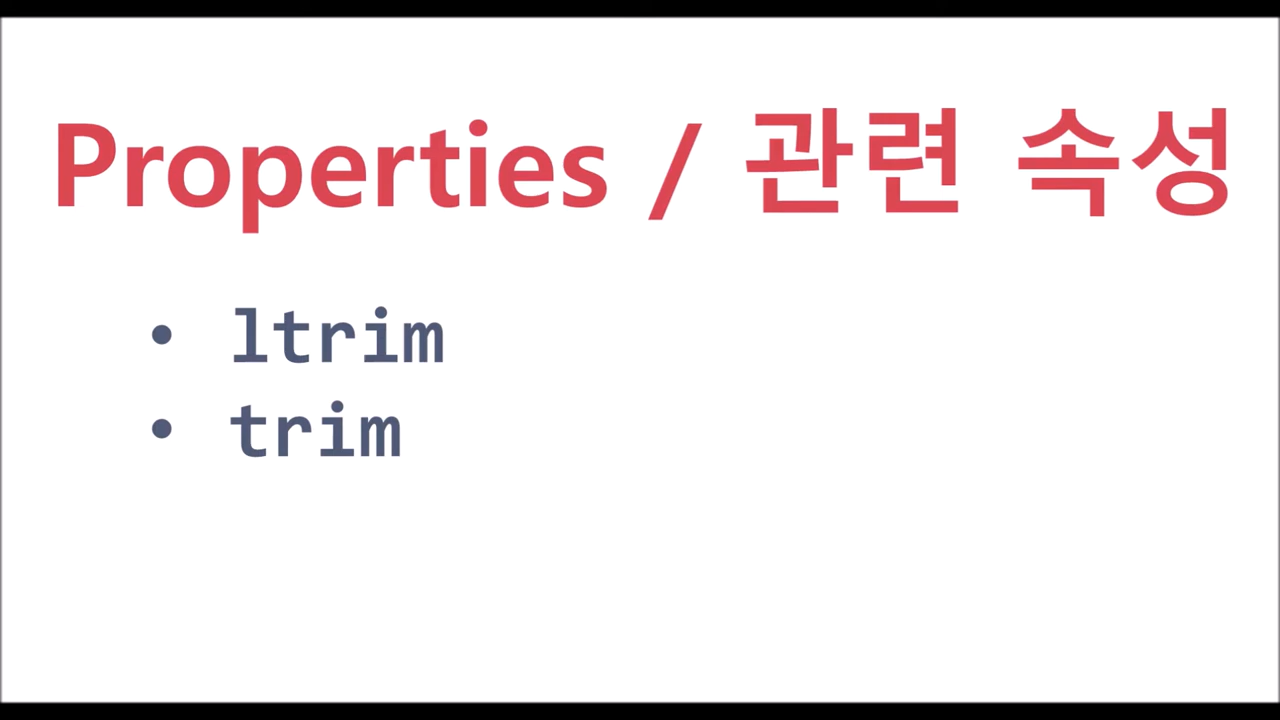 Properties / 관련 속성
• ltrim
• trim